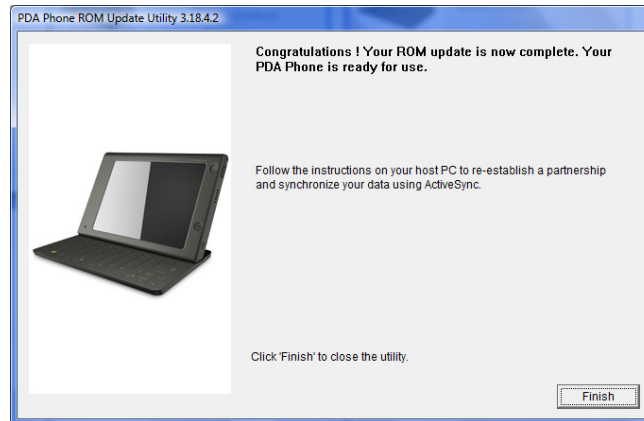 PDA Phone ROM Update Utility 3.18.4.2
Congratulations ! Your ROM update is now complete. Your
PDA Phone is ready for use.
Follow the instructions on your host PC to re-establish a partnership
and synchronize your data using ActiveSync.
Click 'Finish' to close the utility.
Finish